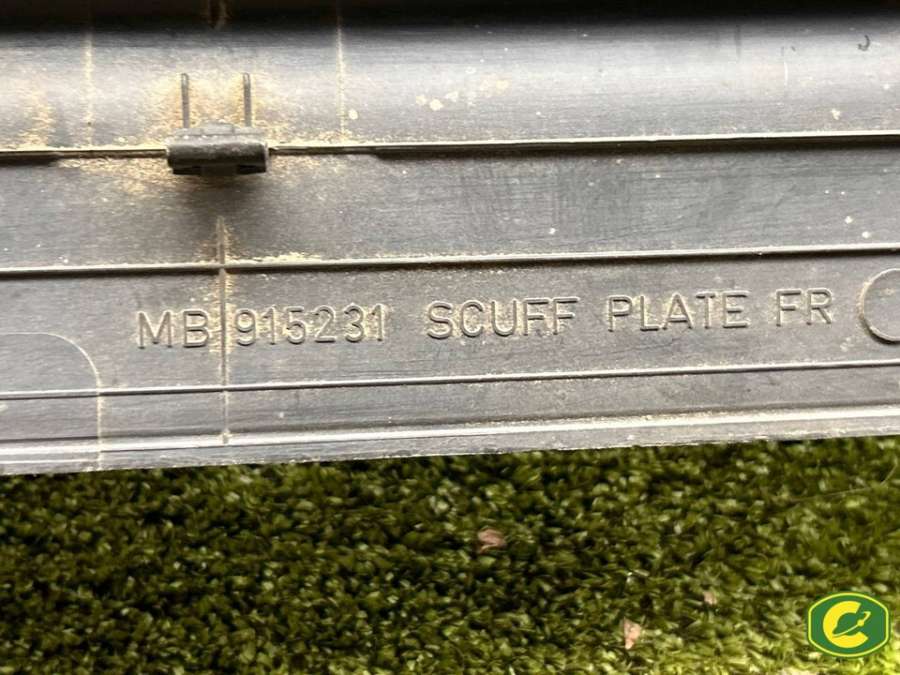 MB 915231 SCUFF PLATE FR